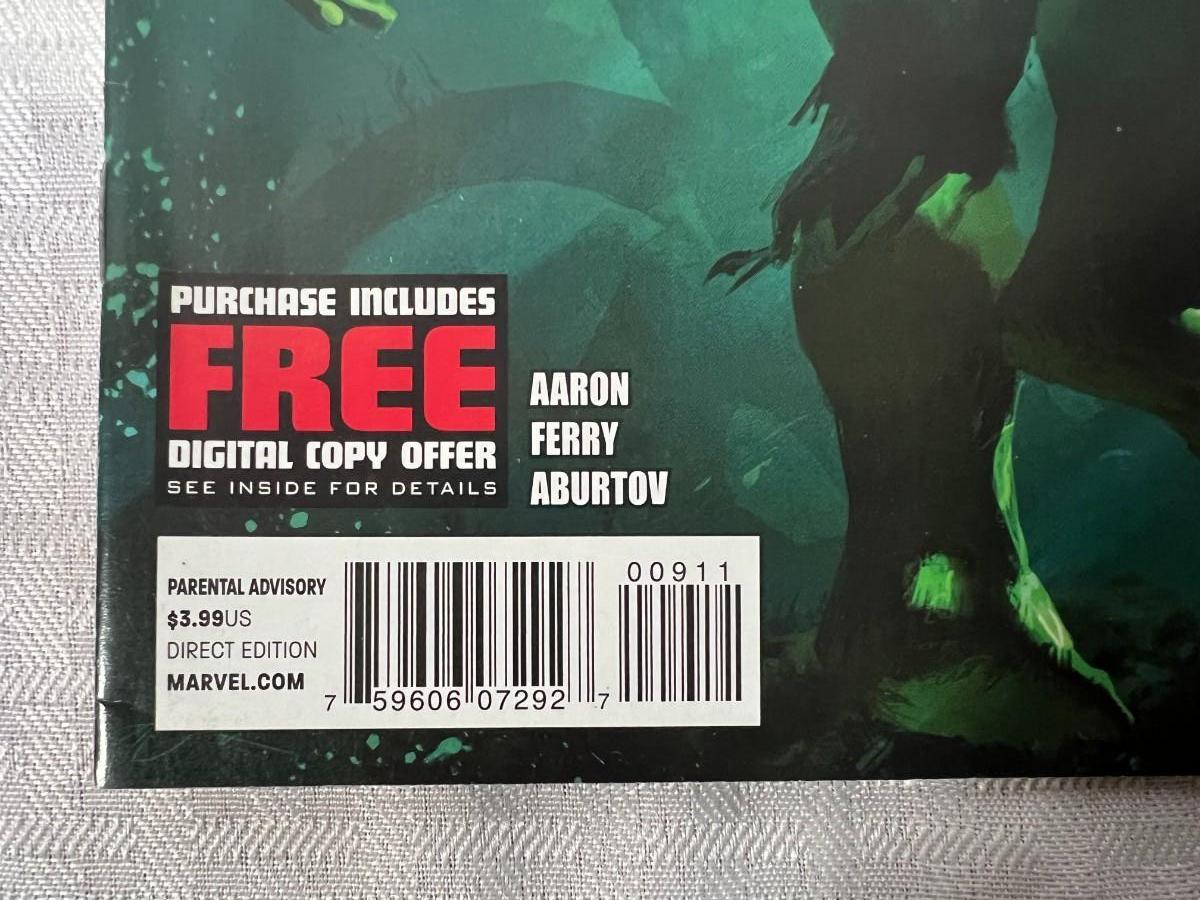 PURCHASE INCLUDES
FREE
DIGITAL COPY OFFER
SEE INSIDE FOR DETAILS
AARON
FERRY
ABURTOV
PARENTAL ADVISORY
$3.99US
DIRECT EDITION
MARVEL.COM
00911
7 59606 07292 7